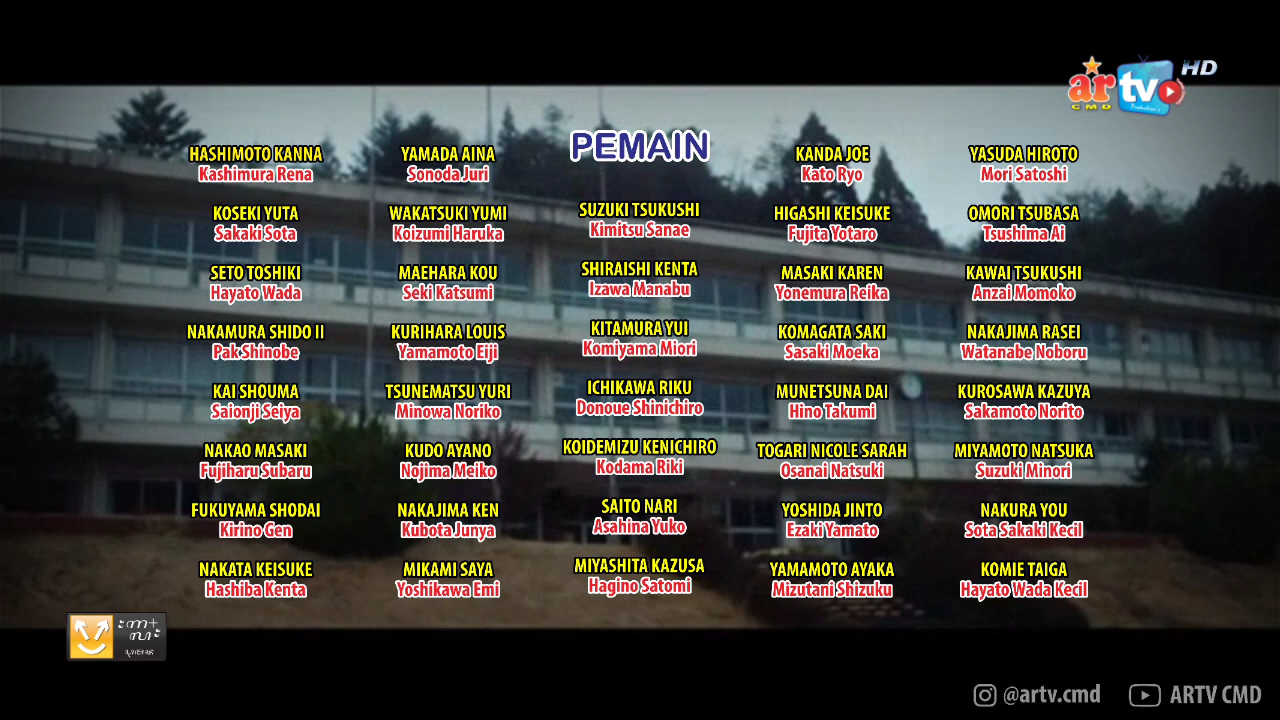 ar tv HD
CMD
PEMAIN
HASHIMOTO KANNA
Kashimura Rena
KOSEKI YUTA
Sakaki Sota
SETO TOSHIKI
Hayato Wada
NAKAMURA SHIDO II
Pak Shinobe
KAI SHOUMA
Saionji Seiya
NAKAO MASAKI
Fujiharu Subaru
FUKUYAMA SHODAI
Kirino Gen
NAKATA KEISUKE
Hashiba Kenta
YAMADA AINA
Sonoda Juri
WAKATSUKI YUMI
Koizumi Haruka
MAEHARA KOU
Seki Katsumi
KURIHARA LOUIS
Yamamoto Eiji
TSUNEMATSU YURI
Minowa Noriko
KUDO AYANO
Nojima Meiko
NAKAJIMA KEN
Kubota Junya
MIKAMI SAYA
Yoshikawa Emi
SUZUKI TSUKUSHI
Kimitsu Sanae
SHIRAISHI KENTA
Izawa Manabu
KITAMURA YUI
Komiyama Miori
ICHIKAWA RIKU
Donoue Shinichiro
KOIDEMIZU KENICHIRO
Kodama Riki
SAITO NARI
Asahina Yuko
MIYASHITA KAZUSA
Hagino Satomi
KANDA JOE
Kato Ryo
HIGASHI KEISUKE
Fujita Yotaro
MASAKI KAREN
Yonemura Reika
KOMAGATA SAKI
Sasaki Moeka
MUNETSUNA DAI
Hino Takumi
TOGARI NICOLE SARAH
Osanai Natsuki
YOSHIDA JINTO
Ezaki Yamato
YAMAMOTO AYAKA
Mizutani Shizuku
YASUDA HIROTO
Mori Satoshi
OMORI TSUBASA
Tsushima Ai
KAWAI TSUKUSHI
Anzai Momoko
NAKAJIMA RASEI
Watanabe Noboru
KUROSAWA KAZUYA
Sakamoto Norito
MIYAMOTO NATSUKA
Suzuki Minori
NAKURA YOU
Sota Sakaki Kecil
KOMIE TAIGA
Hayato Wada Kecil
@artv.cmd
ARTV CMD